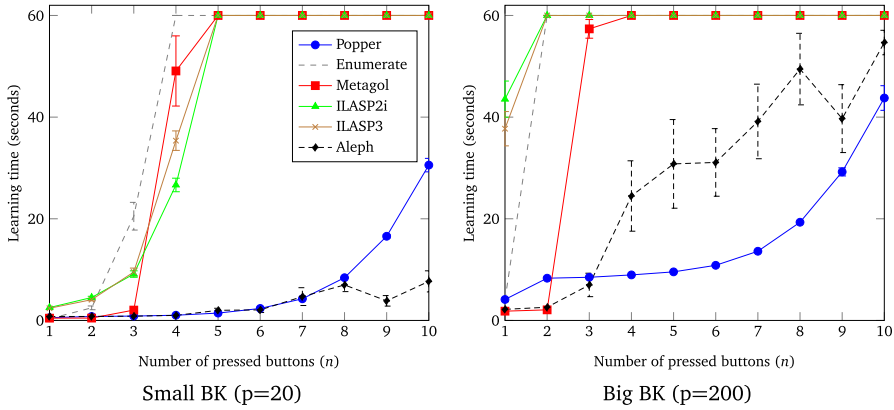 60
40
20
0
Learning time (seconds)
Popper
Enumerate
Metagol
ILASP2i
ILASP3
Aleph
1 2 3 4 5 6 7 8 9 10
Number of pressed buttons (n)
Small BK (p=20)
60
40
20
0
Learning time (seconds)
1 2 3 4 5 6 7 8 9 10
Number of pressed buttons (n)
Big BK (p=200)